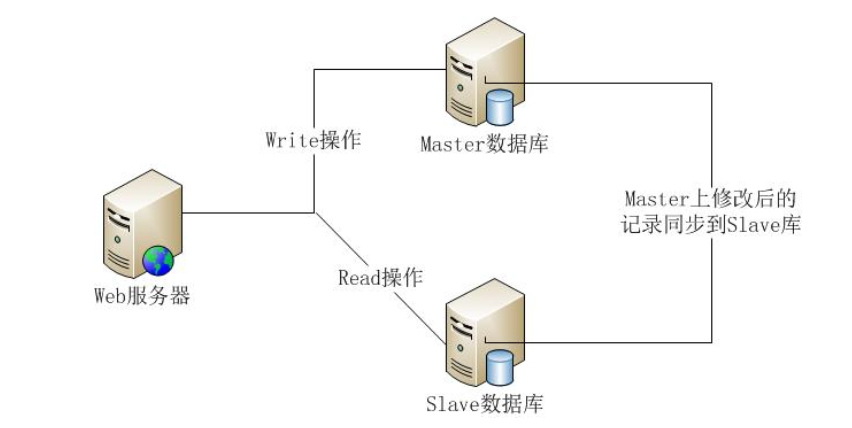 Write操作
Master数据库
Master上修改后的
记录同步到Slave库
Read操作
Web服务器
Slave数据库